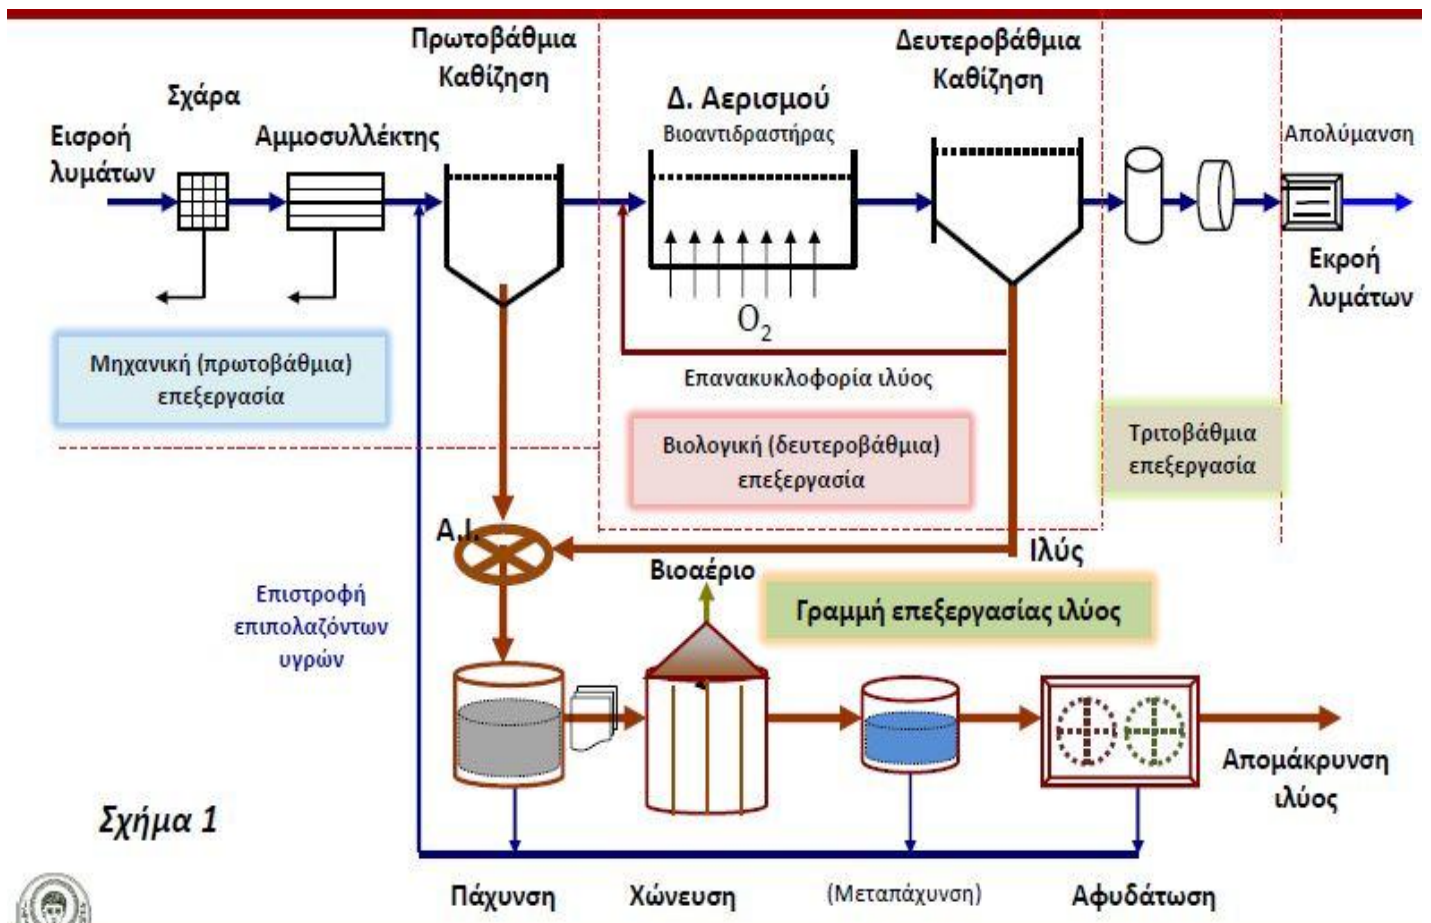 Πρωτοβάθμια
Καθίζηση
Δευτεροβάθμια
Καθίζηση
Σχάρα
Δ. Αερισμού
Βιοαντιδραστήρας
Εισροή
λυμάτων
Αμμοσυλλέκτης
Απολύμανση
Εκροή
λυμάτων
O2
Μηχανική (πρωτοβάθμια)
επεξεργασία
Επανακυκλοφορία ιλύος
Βιολογική (δευτεροβάθμια)
επεξεργασία
Τριτοβάθμια
επεξεργασία
Α.Ι.
Ιλύς
Βιοαέριο
Γραμμή επεξεργασίας ιλύος
Επιστροφή
επιπολαζόντων
υγρών
Απομάκρυνση
ιλύος
Σχήμα 1
Πάχυνση
Χώνευση
(Μεταπάχυνση)
Αφυδάτωση